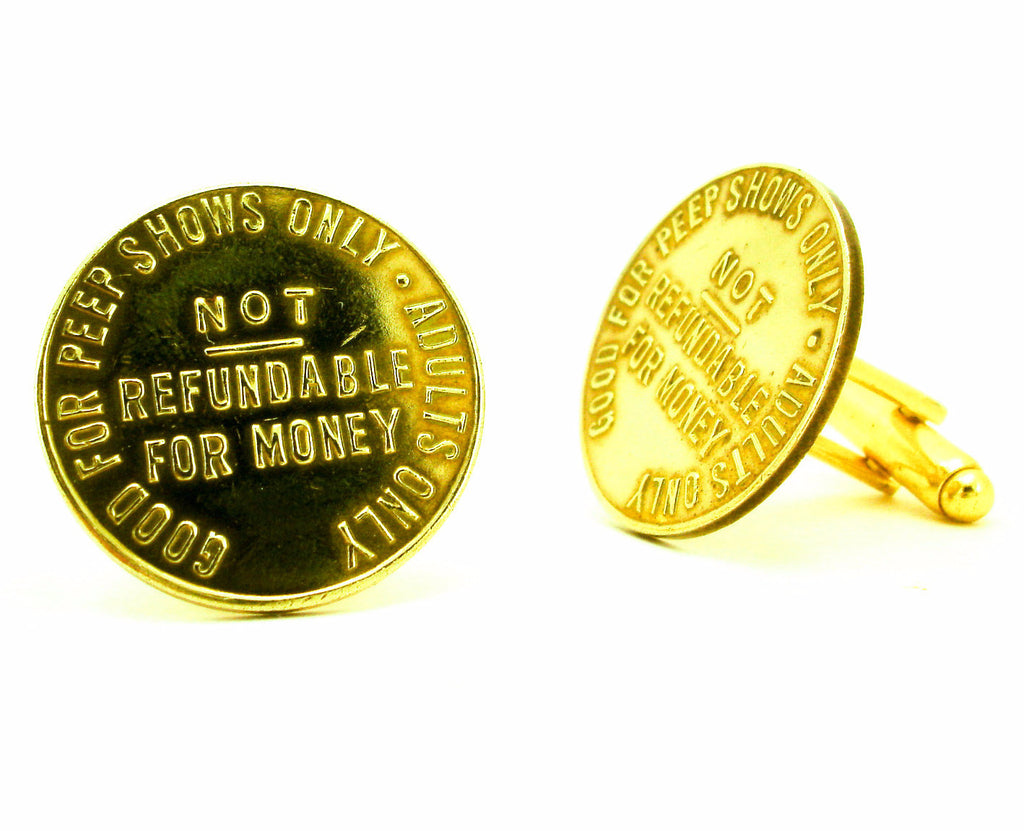 GOOD FOR PEEP SHOWS ONLY · ADULTS ONLY
NOT
REFUNDABLE
FOR MONEY
GOOD FOR PEEP SHOWS ONLY · ADULTS ONLY
NOT
REFUNDABLE
FOR MONEY